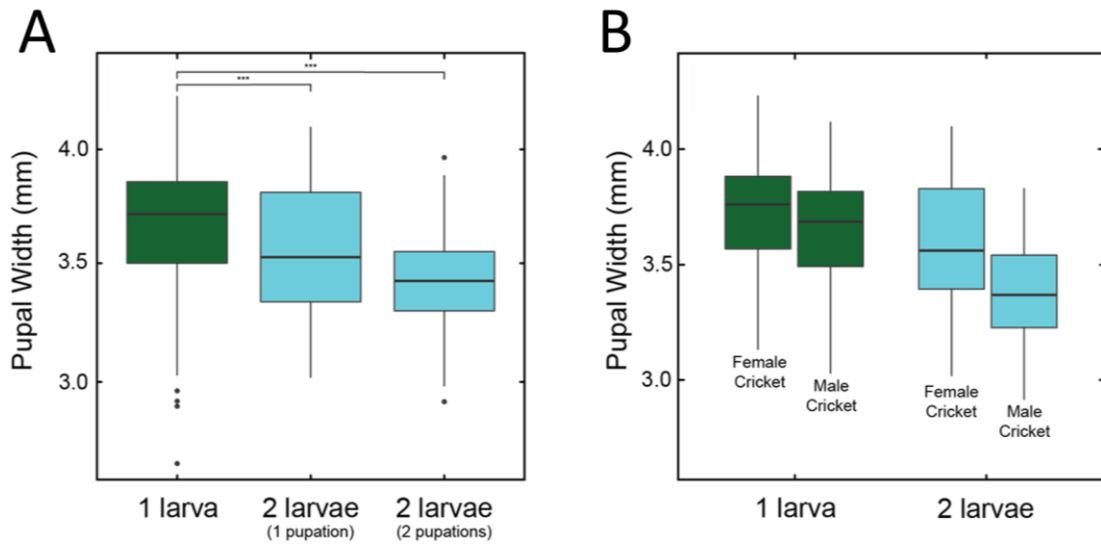 A
Pupal Width (mm)
4.0
3.5
3.0
***
***
1 larva
2 larvae
(1 pupation)
2 larvae
(2 pupations)
B
Pupal Width (mm)
4.0
3.5
3.0
Female
Cricket
Male
Cricket
Female
Cricket
Male
Cricket
1 larva
2 larvae